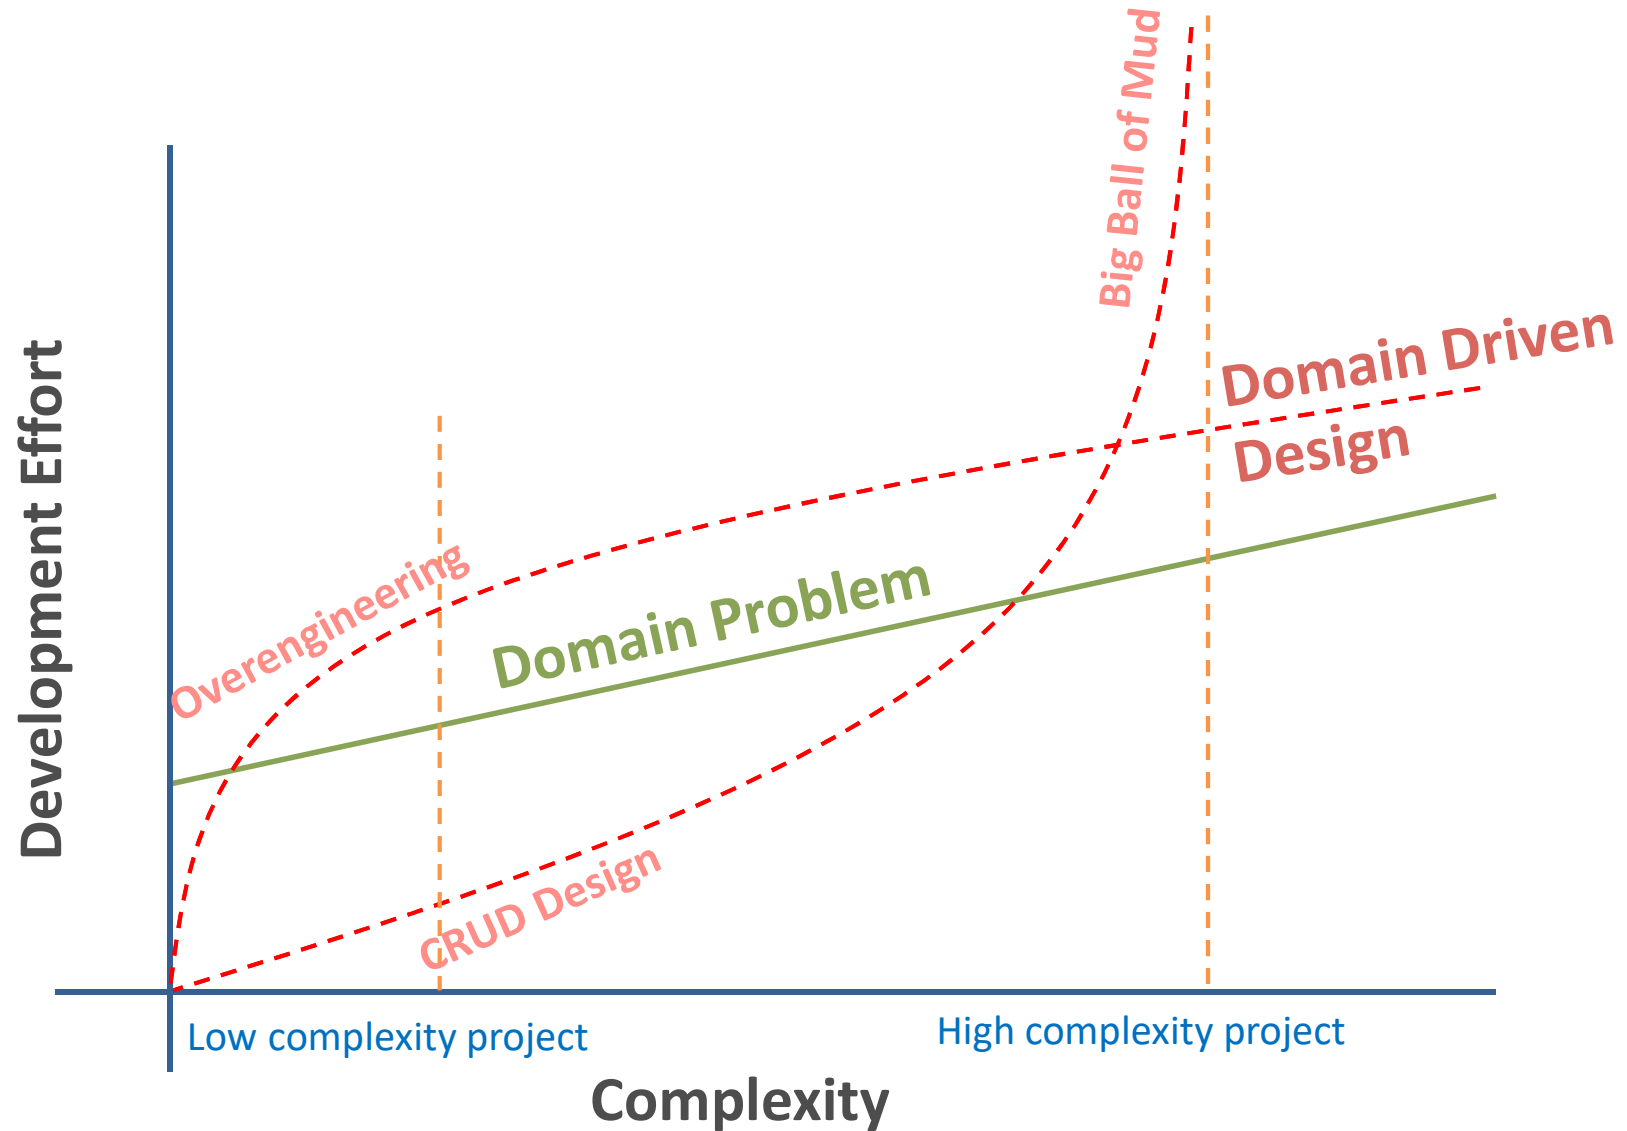 Big Ball of Mud
Domain Driven
Design
Development Effort
Overengineering
Domain Problem
CRUD Design
Low complexity project
High complexity project
Complexity